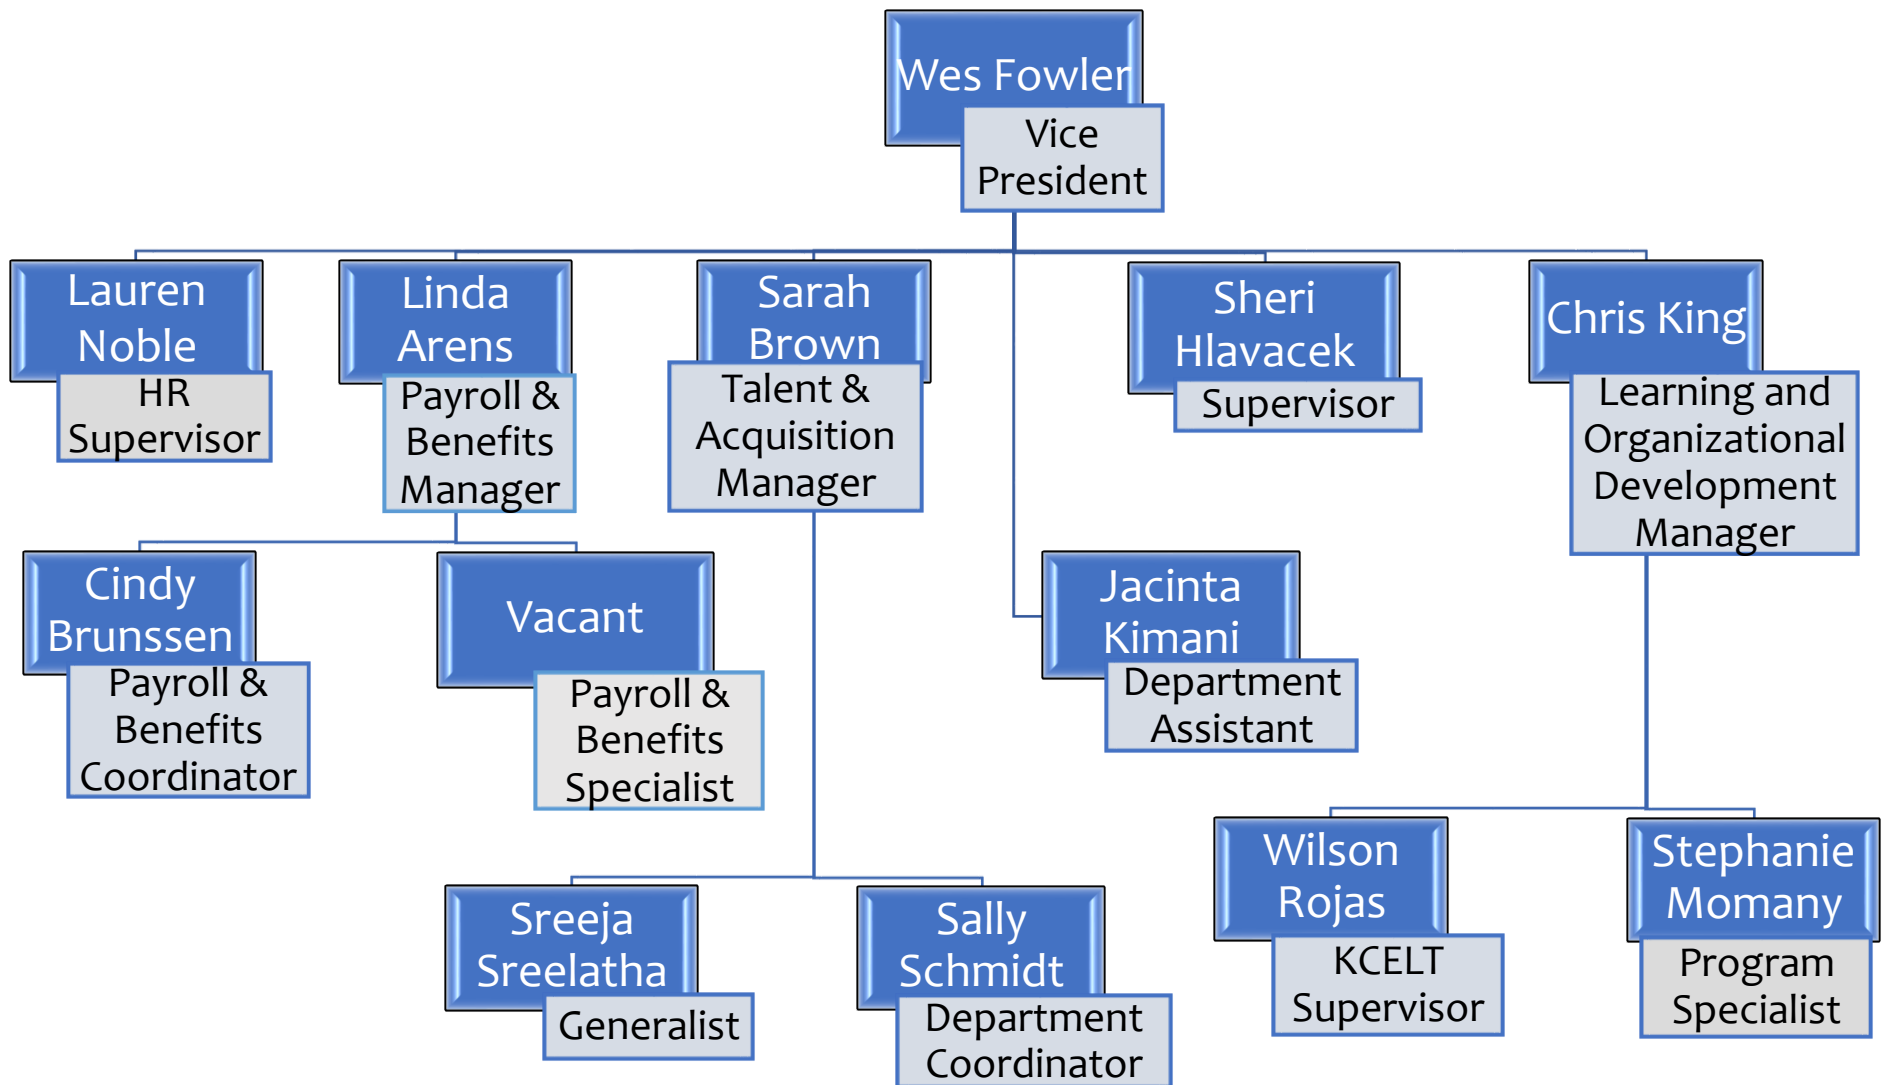 Wes Fowler
Vice
President
Lauren
Noble
HR
Supervisor
Linda
Arens
Payroll &
Benefits
Manager
Sarah
Brown
Talent &
Acquisition
Manager
Sheri
Hlavacek
Supervisor
Chris King
Learning and
Organizational
Development
Manager
Cindy
Brunssen
Payroll &
Benefits
Coordinator
Vacant
Payroll &
Benefits
Specialist
Jacinta
Kimani
Department
Assistant
Sreeja
Sreelatha
Generalist
Sally
Schmidt
Department
Coordinator
Wilson
Rojas
KCELT
Supervisor
Stephanie
Momany
Program
Specialist